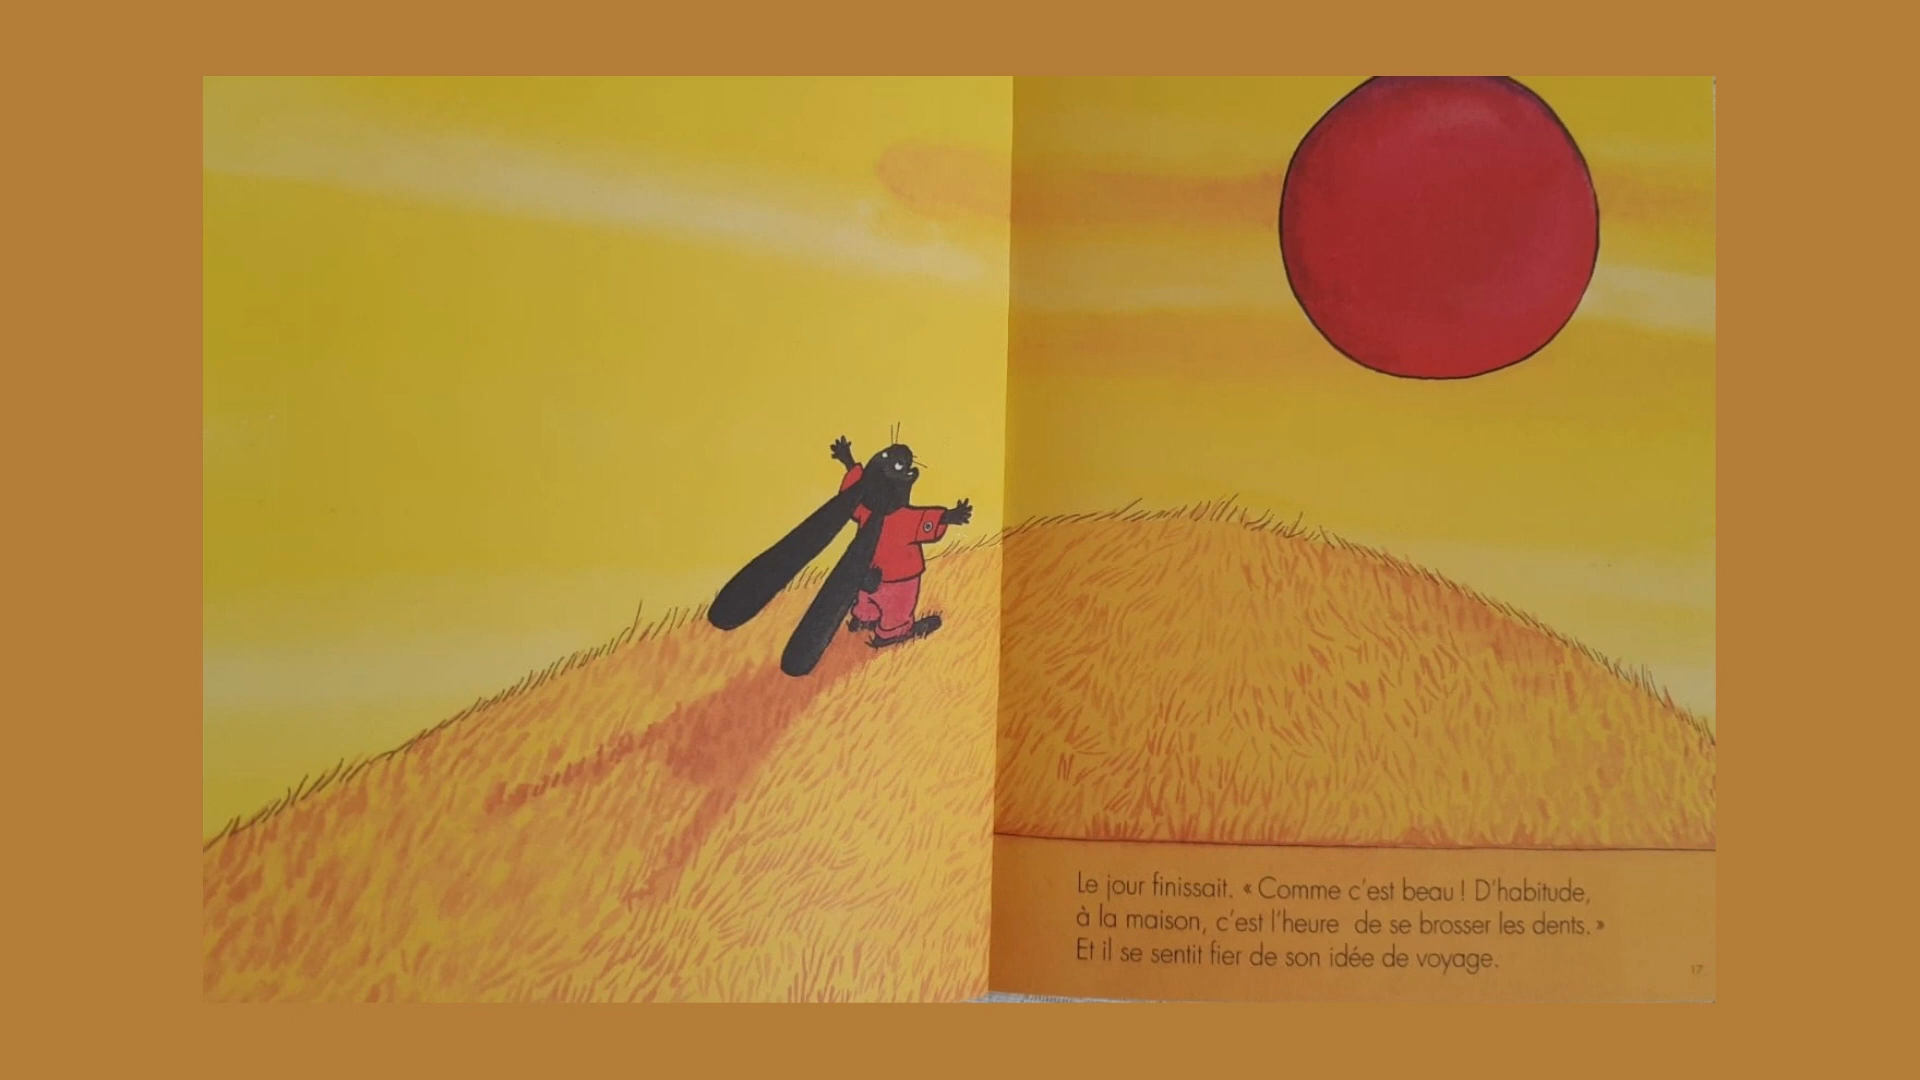 Le jour finissait. « Comme c'est beau ! D'habitude,
à la maison, c'est l'heure de se brosser les dents. »
Et il se sentit fier de son idée de voyage.
17